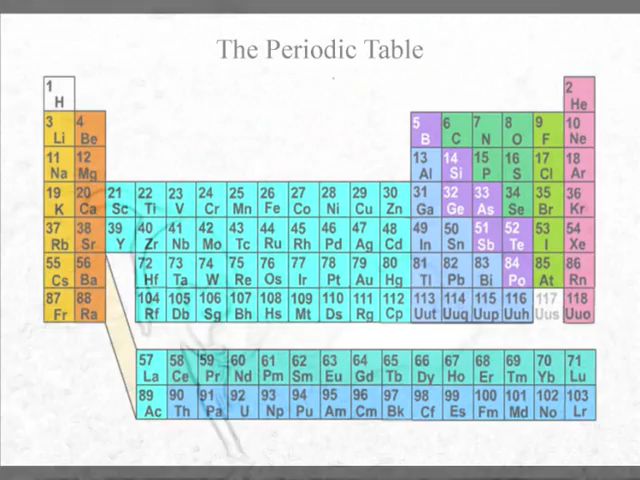 The Periodic Table
1 2
H He
3 4 5 6 7 8 9 10
Li Be B C N O F Ne
11 12 13 14 15 16 17 18
Na Mg Al Si P S Cl Ar
19 20 21 22 23 24 25 26 27 28 29 30 31 32 33 34 35 36
K Ca Sc Ti V Cr Mn Fe Co Ni Cu Zn Ga Ge As Se Br Kr
37 38 39 40 41 42 43 44 45 46 47 48 49 50 51 52 53 54
Rb Sr Y Zr Nb Mo Tc Ru Rh Pd Ag Cd In Sn Sb Te I Xe
55 56 72 73 74 75 76 77 78 79 80 81 82 83 84 85 86
Cs Ba Hf Ta W Re Os Ir Pt Au Hg Tl Pb Bi Po At Rn
87 88 104 105 106 107 108 109 110 111 112 113 114 115 116 117 118
Fr Ra Rf Db Sg Bh Hs Mt Ds Rg Cp Uut Uuq Uup Uuh Uus Uuo
57 58 59 60 61 62 63 64 65 66 67 68 69 70 71
La Ce Pr Nd Pm Sm Eu Gd Tb Dy Ho Er Tm Yb Lu
89 90 91 92 93 94 95 96 97 98 99 100 101 102 103
Ac Th Pa U Np Pu Am Cm Bk Cf Es Fm Md No Lr